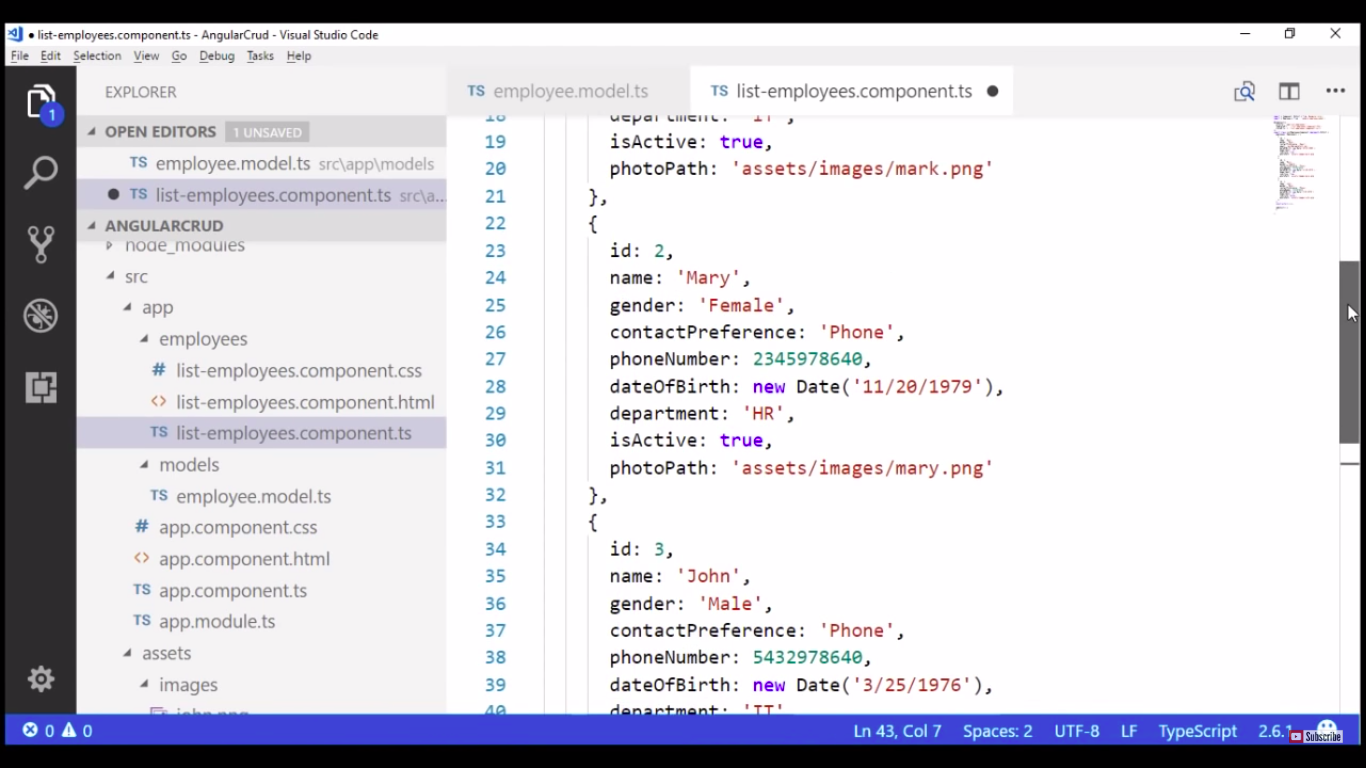 ● list-employees.component.ts - AngularCrud - Visual Studio Code
File Edit Selection View Go Debug Tasks Help
EXPLORER
OPEN EDITORS 1 UNSAVED
TS employee.model.ts src\app\models
● TS list-employees.component.ts src\a...
ANGULARCRUD
node_modules
src
app
employees
# list-employees.component.css
<> list-employees.component.html
TS list-employees.component.ts
models
TS employee.model.ts
# app.component.css
<> app.component.html
TS app.component.ts
TS app.module.ts
assets
images
john.png
1
TS employee.model.ts TS list-employees.component.ts ●
18 department: 'IT',
19 isActive: true,
20 photoPath: 'assets/images/mark.png'
21 },
22 {
23 id: 2,
24 name: 'Mary',
25 gender: 'Female',
26 contactPreference: 'Phone',
27 phoneNumber: 2345978640,
28 dateOfBirth: new Date('11/20/1979'),
29 department: 'HR',
30 isActive: true,
31 photoPath: 'assets/images/mary.png'
32 },
33 {
34 id: 3,
35 name: 'John',
36 gender: 'Male',
37 contactPreference: 'Phone',
38 phoneNumber: 5432978640,
39 dateOfBirth: new Date('3/25/1976'),
40 department: 'IT'
0 0 Ln 43, Col 7 Spaces: 2 UTF-8 LF TypeScript 2.6.
Subscribe